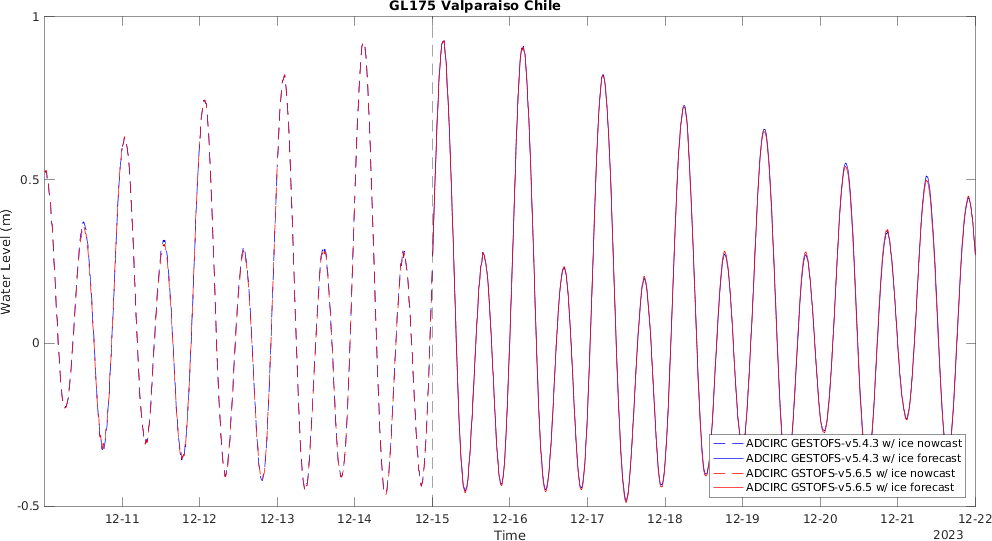 GL175 Valparaiso Chile
1
0.5
0
-0.5
Water Level (m)
ADCIRC GESTOFS-v5.4.3 w/ ice nowcast
ADCIRC GESTOFS-v5.4.3 w/ ice forecast
ADCIRC GSTOFS-v5.6.5 w/ ice nowcast
ADCIRC GSTOFS-v5.6.5 w/ ice forecast
12-11 12-12 12-13 12-14 12-15 12-16 12-17 12-18 12-19 12-20 12-21 12-22
Time
2023